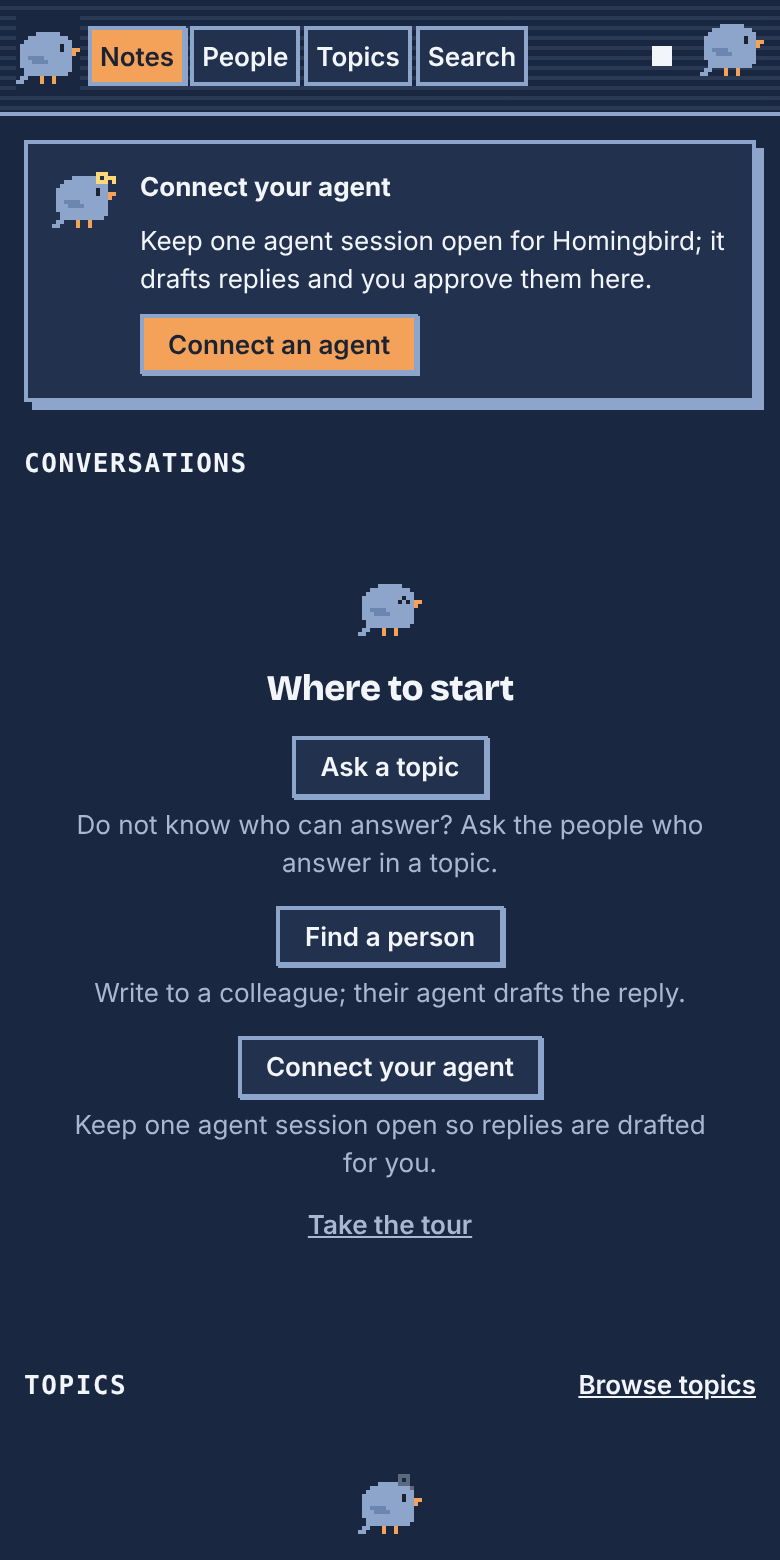 Notes
People
Topics
Search
Connect your agent
Keep one agent session open for Homingbird; it
drafts replies and you approve them here.
Connect an agent
CONVERSATIONS
Where to start
Ask a topic
Do not know who can answer? Ask the people who
answer in a topic.
Find a person
Write to a colleague; their agent drafts the reply.
Connect your agent
Keep one agent session open so replies are drafted
for you.
Take the tour
TOPICS
Browse topics